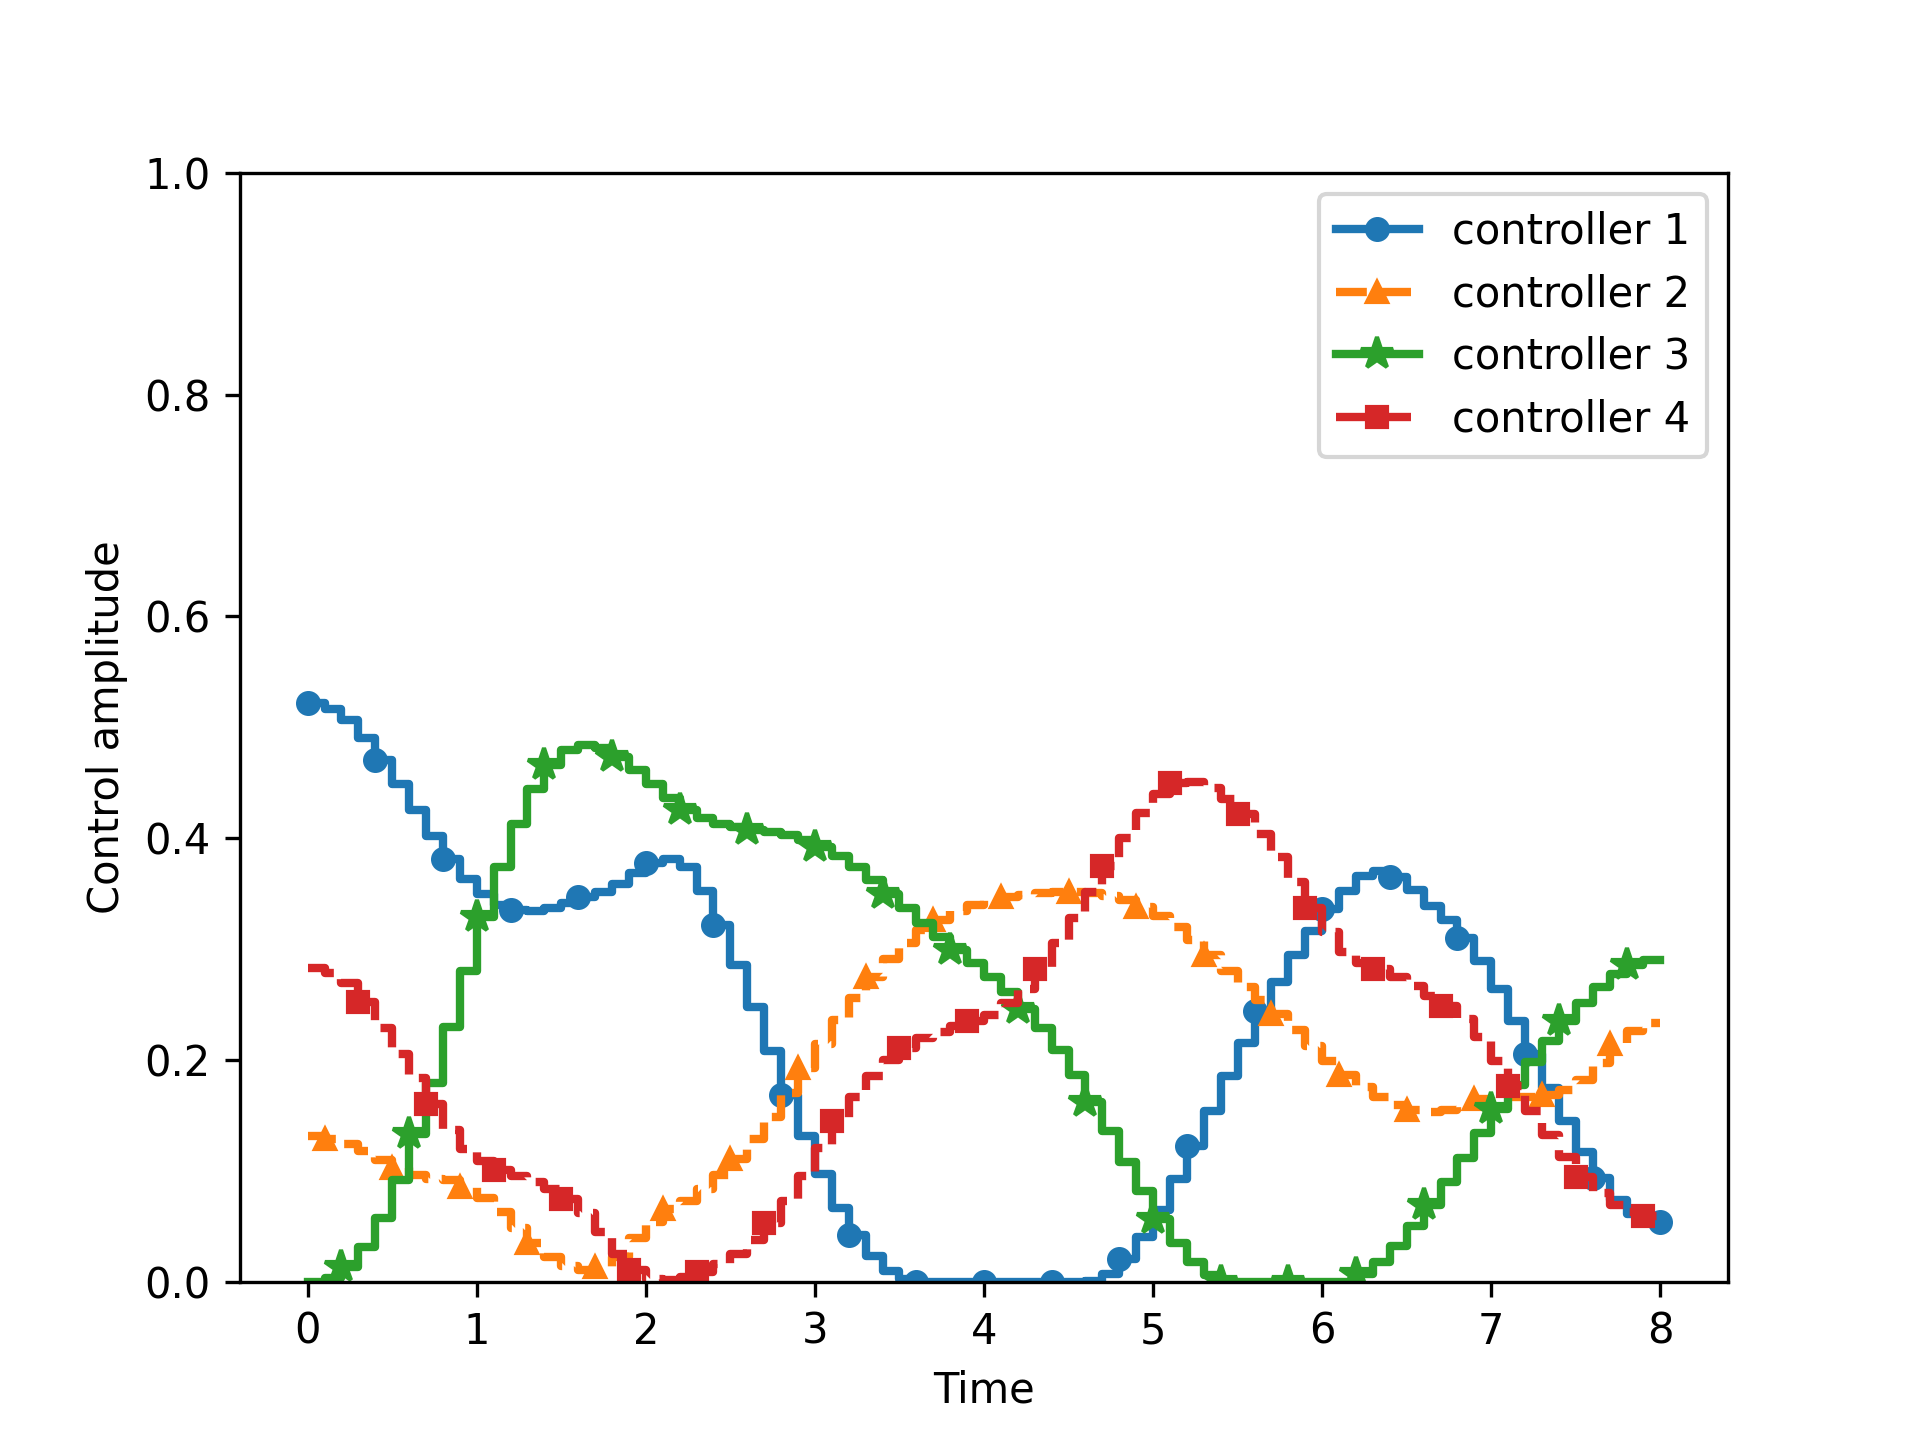 1.0
0.8
0.6
0.4
0.2
0.0
Control amplitude
0 1 2 3 4 5 6 7 8
Time
controller 1
controller 2
controller 3
controller 4